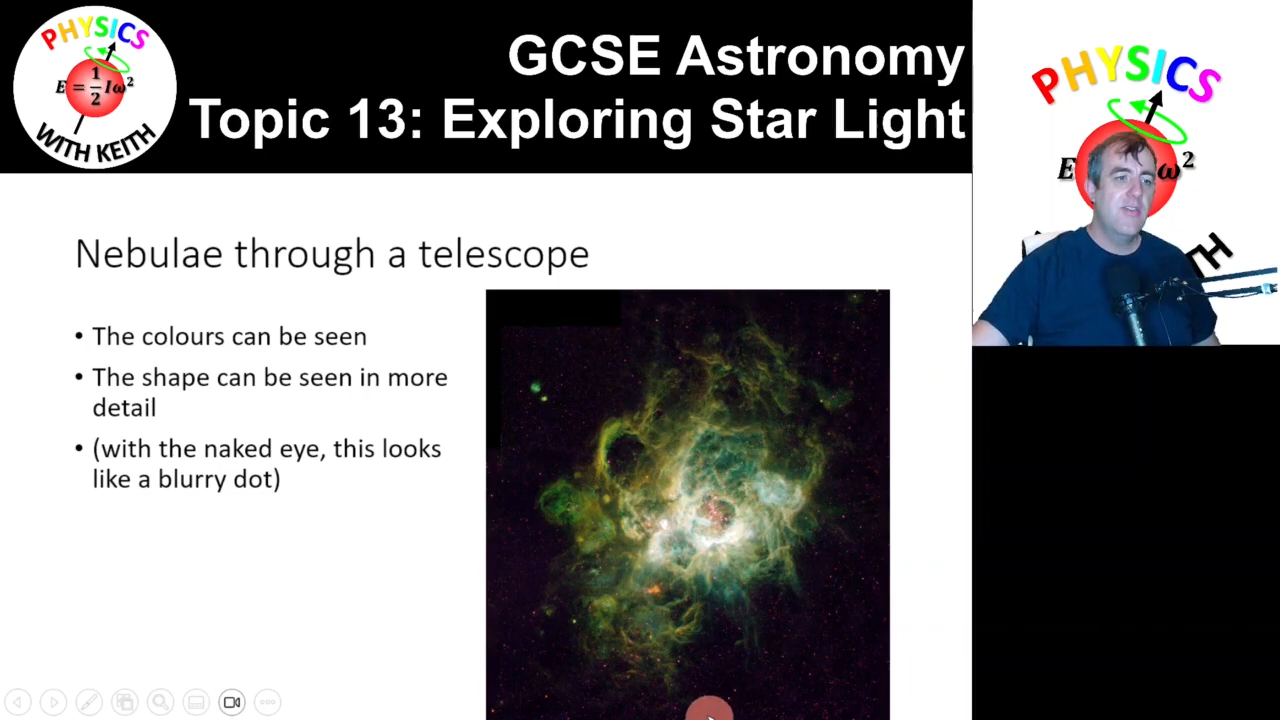 PHYSICS
E = 1/2 Iω²
WITH KEITH
GCSE Astronomy
Topic 13: Exploring Star Light
PHYSICS
E
ω²
TH
Nebulae through a telescope
• The colours can be seen
• The shape can be seen in more
detail
• (with the naked eye, this looks
like a blurry dot)